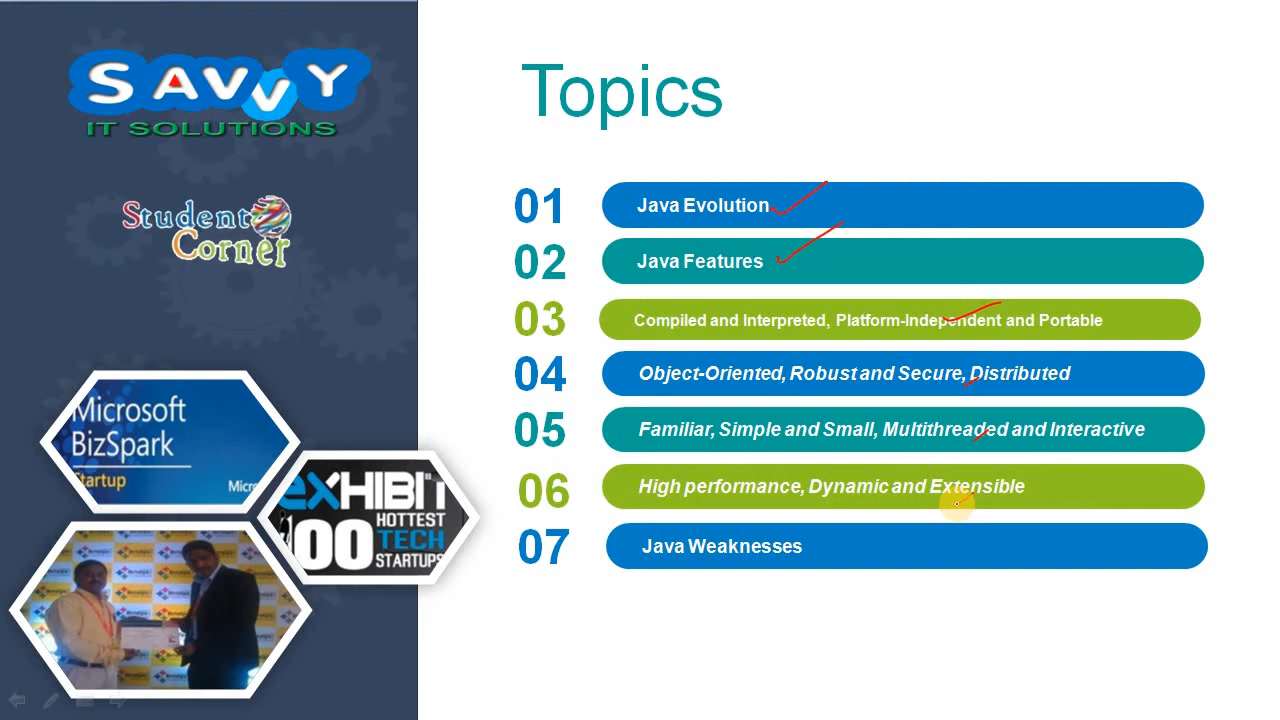 SAVVY
IT SOLUTIONS
Student
Corner
Microsoft
BizSpark
Startup
Micr
eXHIBIT
100 HOTTEST
TECH
STARTUPS
Topics
01 Java Evolution
02 Java Features
03 Compiled and Interpreted, Platform-Independent and Portable
04 Object-Oriented, Robust and Secure, Distributed
05 Familiar, Simple and Small, Multithreaded and Interactive
06 High performance, Dynamic and Extensible
07 Java Weaknesses